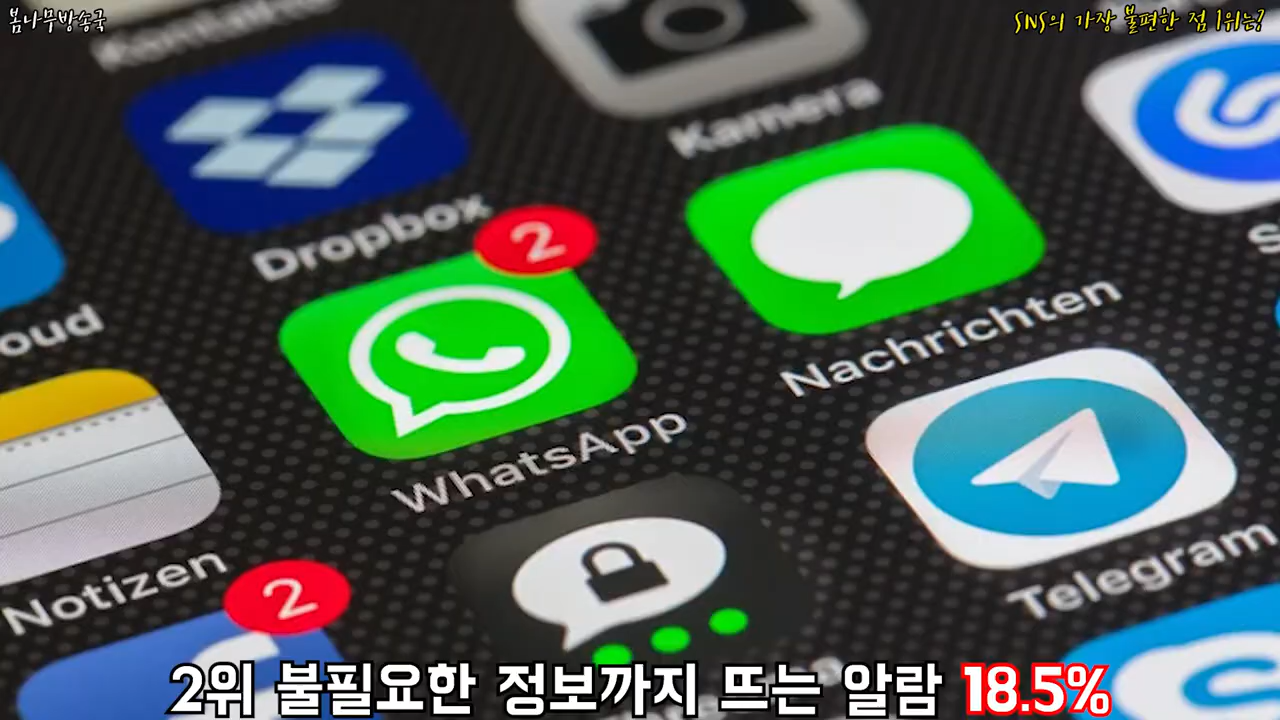 봄나무방송국
SNS의 가장 불편한 점 1위는?
Kontakte
Kamera
Dropbox
2
oud
Nachrichten
WhatsApp
Notizen
Telegram
2
2위 불필요한 정보까지 뜨는 알람 18.5%